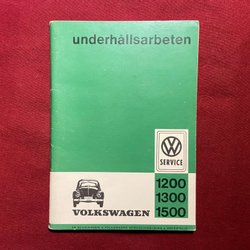 underhållsarbeten
VW
SERVICE
1200
1300
VOLKSWAGEN 1500